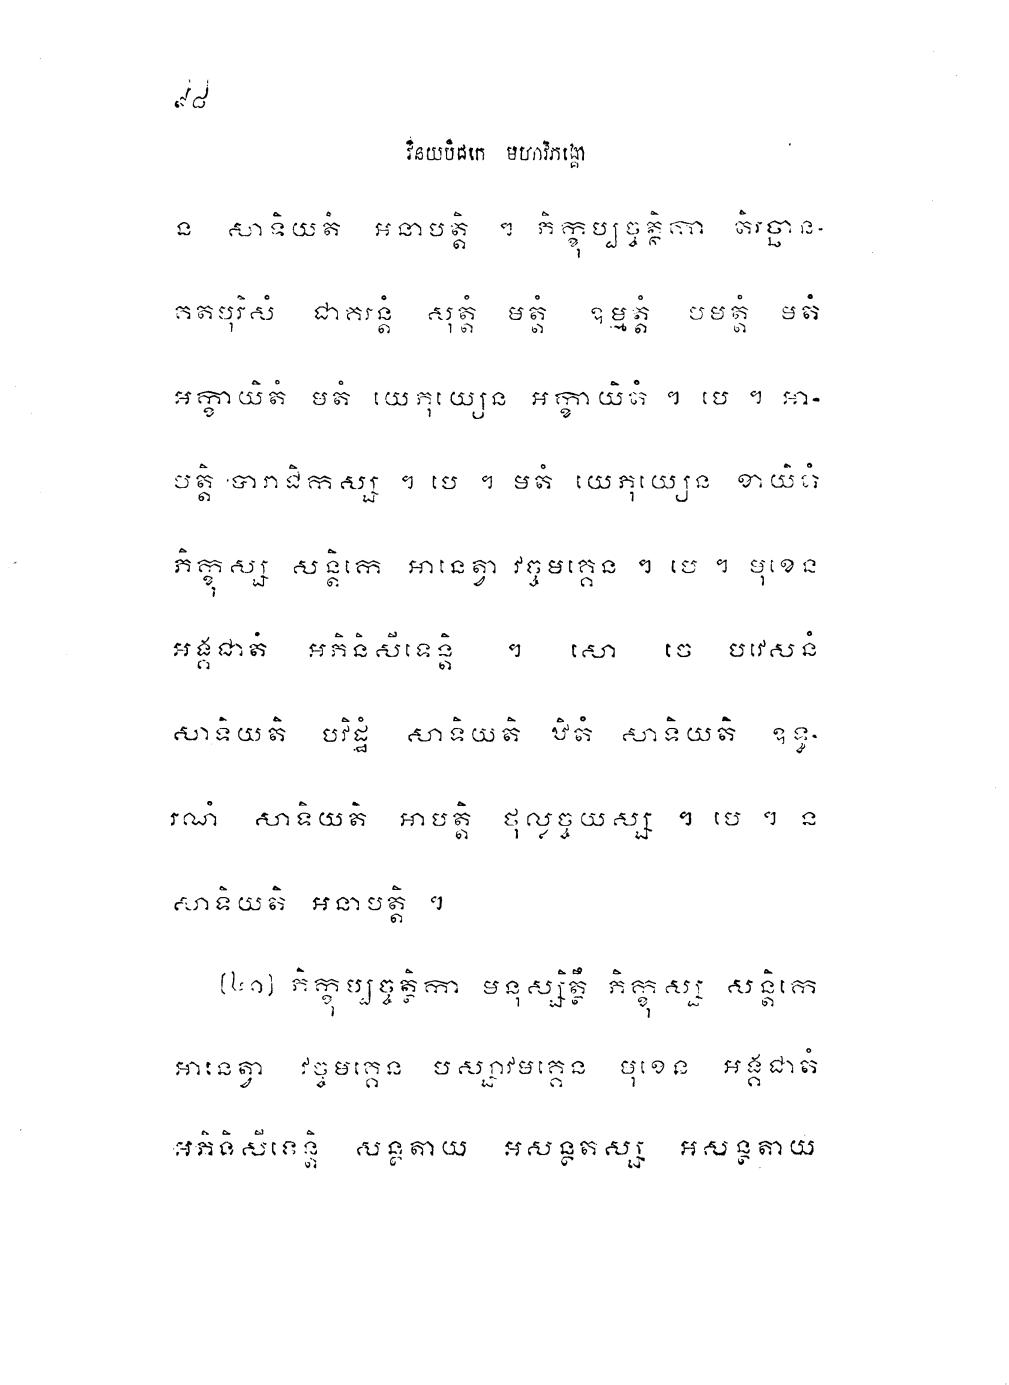 ៩៨
វិនយបិដកេ មហាវិភង្គោ
ន សាទិយតិ អនាបត្តិ ។ ភិក្ខុប្បច្ចត្ថិកា តិរច្ឆាន-
គតបុរិសំ ជាគរន្តំ សុត្តំ មត្តំ ឧម្មត្តំ បមត្តំ មតំ
អក្ខាយិតំ មតំ យេភុយ្យេន អក្ខាយិតំ ។ បេ ។ អា-
បត្តិ បារាជិកស្ស ។ បេ ។ មតំ យេភុយ្យេន ខាយិតំ
ភិក្ខុស្ស សន្តិកេ អានេត្វា វច្ចមគ្គេន ។ បេ ។ មុខេន
អង្គជាតំ អភិនិសីទេន្តិ ។ សោ ចេ បវេសនំ
សាទិយតិ បវិដ្ឋំ សាទិយតិ ឋិតំ សាទិយតិ ឧទ្ធ-
រណំ សាទិយតិ អាបត្តិ ថុល្លច្ចយស្ស ។ បេ ។ ន
សាទិយតិ អនាបត្តិ ។
(៤១) ភិក្ខុប្បច្ចត្ថិកា មនុស្សិត្ថឹ ភិក្ខុស្ស សន្តិកេ
អានេត្វា វច្ចមគ្គេន បស្សាវមគ្គេន មុខេន អង្គជាតំ
អភិនិសីទេន្តិ សន្ថតាយ អសន្ថតស្ស អសន្ថតាយ